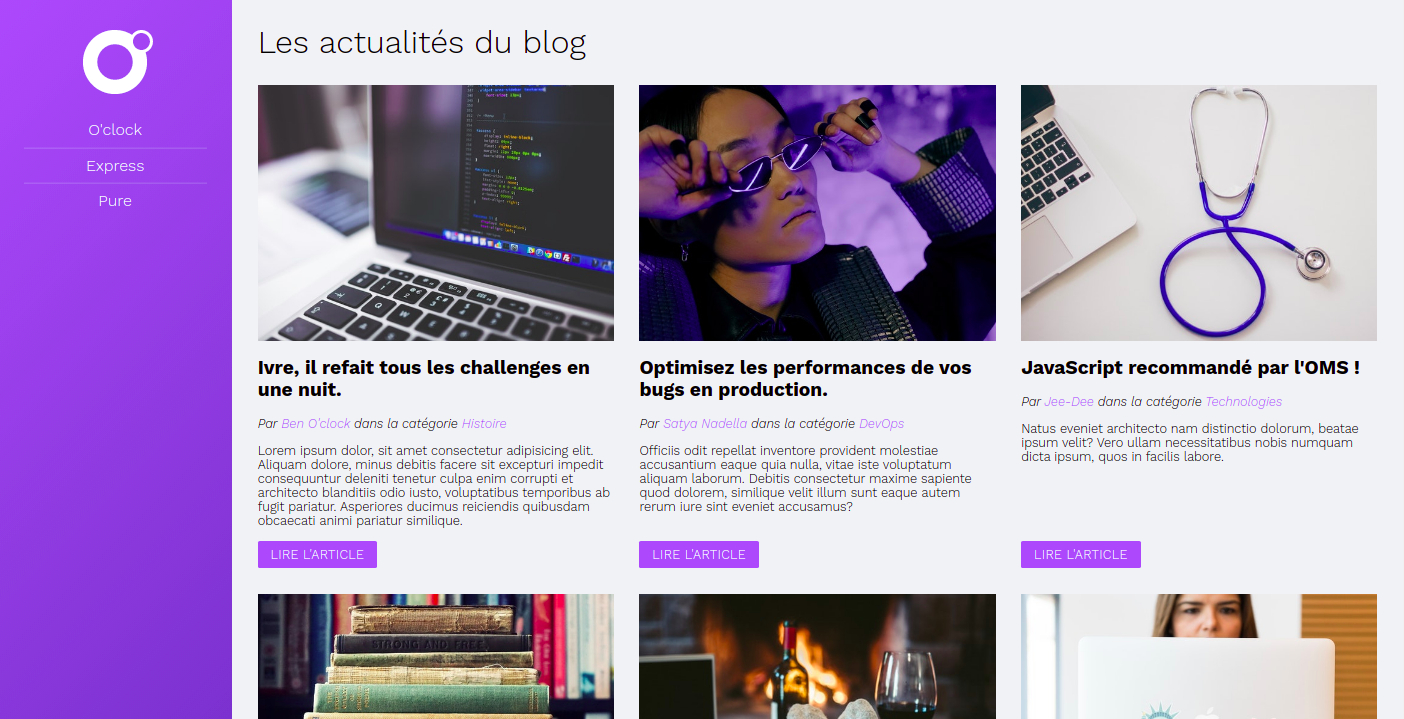 O'clock
Express
Pure
Les actualités du blog
Ivre, il refait tous les challenges en
une nuit.
Par Ben O'clock dans la catégorie Histoire
Lorem ipsum dolor, sit amet consectetur adipisicing elit.
Aliquam dolore, minus debitis facere sit excepturi impedit
consequuntur deleniti tenetur culpa enim corrupti et
architecto blanditiis odio iusto, voluptatibus temporibus ab
fugit pariatur. Asperiores ducimus reiciendis quibusdam
obcaecati animi pariatur similique.
LIRE L'ARTICLE
Optimisez les performances de vos
bugs en production.
Par Satya Nadella dans la catégorie DevOps
Officiis odit repellat inventore provident molestiae
accusantium eaque quia nulla, vitae iste voluptatum
aliquam laborum. Debitis consectetur maxime sapiente
quod dolorem, similique velit illum sunt eaque autem
rerum iure sint eveniet accusamus?
LIRE L'ARTICLE
JavaScript recommandé par l'OMS !
Par Jee-Dee dans la catégorie Technologies
Natus eveniet architecto nam distinctio dolorum, beatae
ipsum velit? Vero ullam necessitatibus nobis numquam
dicta ipsum, quos in facilis labore.
LIRE L'ARTICLE
STRONG AND FREE